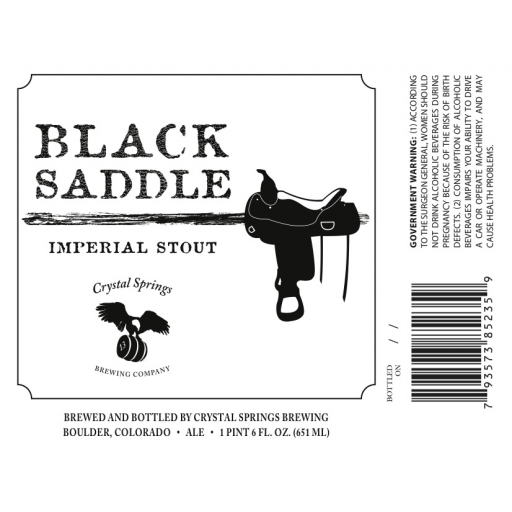 BLACK
SADDLE
IMPERIAL STOUT
Crystal Springs
BREWING COMPANY
BREWED AND BOTTLED BY CRYSTAL SPRINGS BREWING
BOULDER, COLORADO • ALE • 1 PINT 6 FL. OZ. (651 ML)
GOVERNMENT WARNING: (1) ACCORDING
TO THE SURGEON GENERAL, WOMEN SHOULD
NOT DRINK ALCOHOLIC BEVERAGES DURING
PREGNANCY BECAUSE OF THE RISK OF BIRTH
DEFECTS. (2) CONSUMPTION OF ALCOHOLIC
BEVERAGES IMPAIRS YOUR ABILITY TO DRIVE
A CAR OR OPERATE MACHINERY, AND MAY
CAUSE HEALTH PROBLEMS.
BOTTLED
ON
/ /
7 93573 85235 9